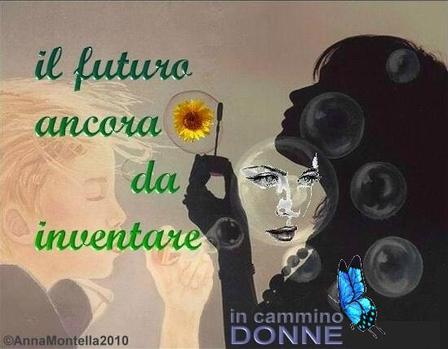 il futuro
ancora
da
inventare
in cammino
DONNE
©AnnaMontella2010